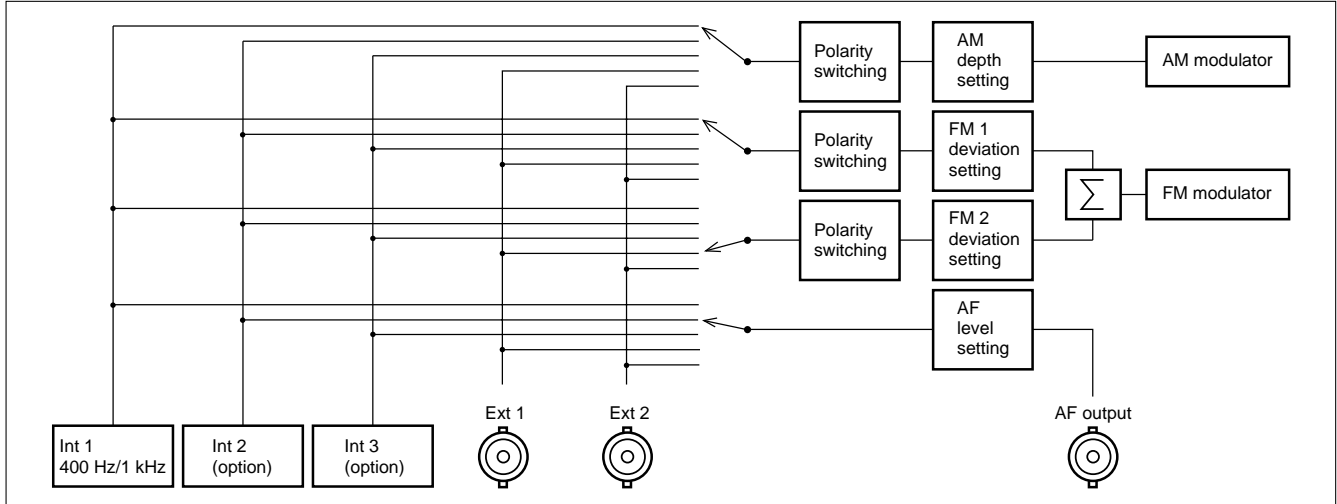 Polarity
switching
AM
depth
setting
AM modulator
Polarity
switching
FM 1
deviation
setting
Σ
FM modulator
Polarity
switching
FM 2
deviation
setting
AF
level
setting
Int 1
400 Hz/1 kHz
Int 2
(option)
Int 3
(option)
Ext 1
Ext 2
AF output